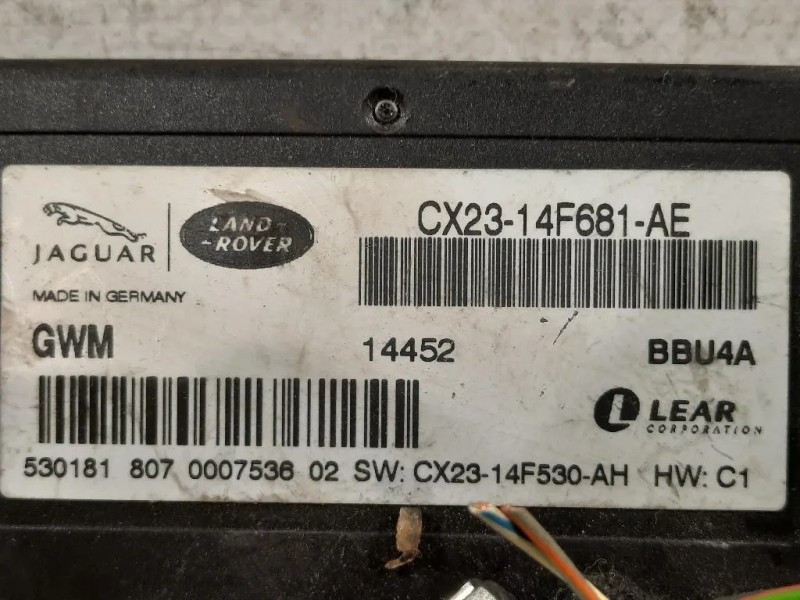 CX23-14F681-AE
JAGUAR
LAND-
-ROVER
MADE IN GERMANY
GWM 14452 BBU4A
LEAR
CORPORATION
530181 807 0007536 02 SW: CX23-14F530-AH HW: C1